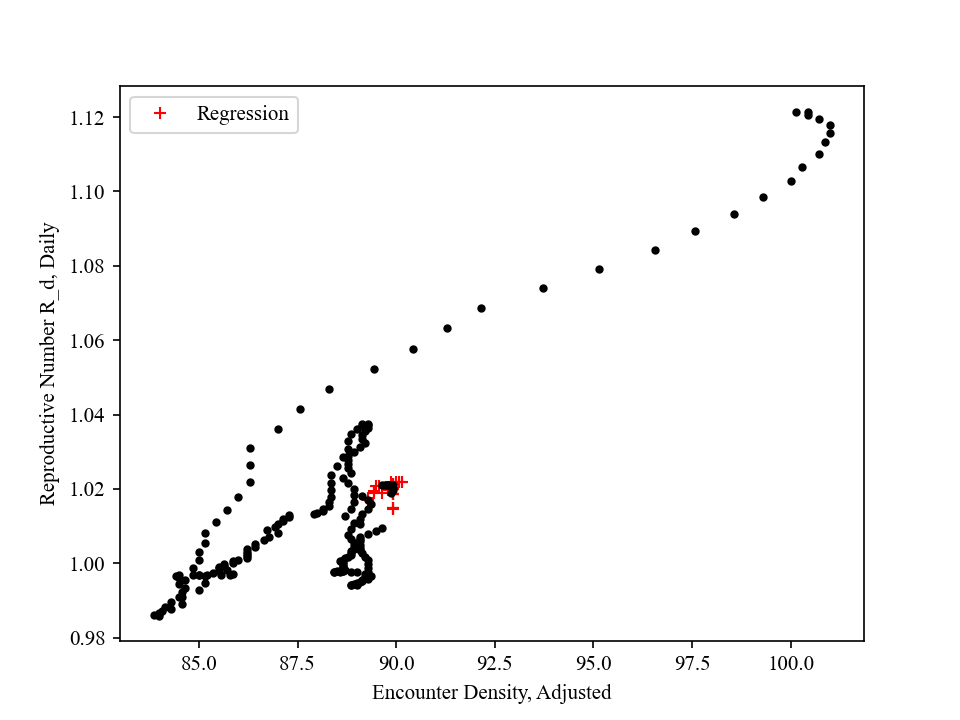 Regression
1.12
1.10
1.08
1.06
1.04
1.02
1.00
0.98
Reproductive Number R_d, Daily
85.0 87.5 90.0 92.5 95.0 97.5 100.0
Encounter Density, Adjusted